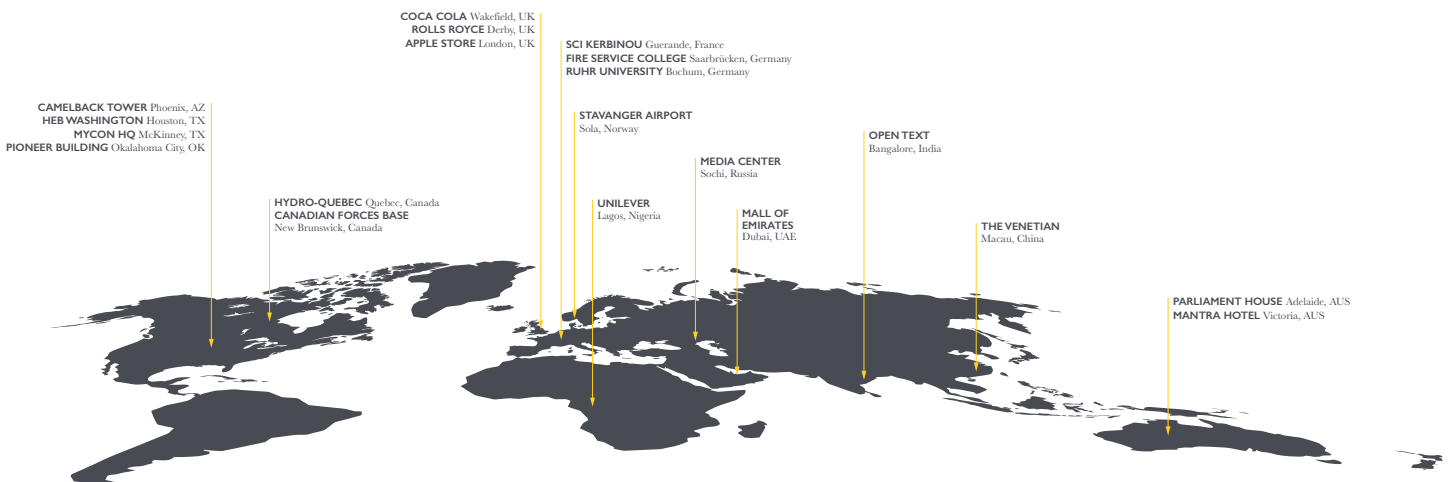 COCA COLA Wakefield, UK
ROLLS ROYCE Derby, UK
APPLE STORE London, UK
SCI KERBINOU Guerande, France
FIRE SERVICE COLLEGE Saarbrücken, Germany
RUHR UNIVERSITY Bochum, Germany
CAMELBACK TOWER Phoenix, AZ
HEB WASHINGTON Houston, TX
MYCON HQ McKinney, TX
PIONEER BUILDING Okalahoma City, OK
STAVANGER AIRPORT
Sola, Norway
OPEN TEXT
Bangalore, India
MEDIA CENTER
Sochi, Russia
HYDRO-QUEBEC Quebec, Canada
CANADIAN FORCES BASE
New Brunswick, Canada
UNILEVER
Lagos, Nigeria
MALL OF
EMIRATES
Dubai, UAE
THE VENETIAN
Macau, China
PARLIAMENT HOUSE Adelaide, AUS
MANTRA HOTEL Victoria, AUS